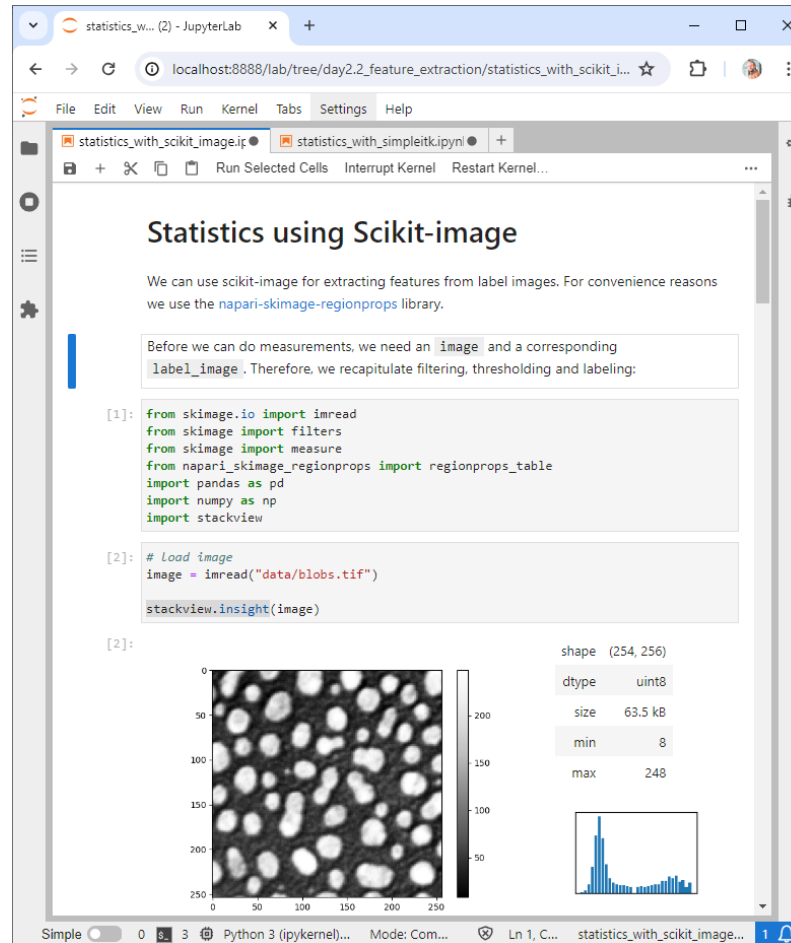 statistics_w... (2) - JupyterLab
localhost:8888/lab/tree/day2.2_feature_extraction/statistics_with_scikit_i...
File Edit View Run Kernel Tabs Settings Help
statistics_with_scikit_image.ip statistics_with_simpleitk.ipynb
Run Selected Cells Interrupt Kernel Restart Kernel...
Statistics using Scikit-image
We can use scikit-image for extracting features from label images. For convenience reasons
we use the napari-skimage-regionprops library.
Before we can do measurements, we need an image and a corresponding
label_image . Therefore, we recapitulate filtering, thresholding and labeling:
[1]: from skimage.io import imread
from skimage import filters
from skimage import measure
from napari_skimage_regionprops import regionprops_table
import pandas as pd
import numpy as np
import stackview
[2]: # Load image
image = imread("data/blobs.tif")
stackview.insight(image)
[2]:
shape (254, 256)
dtype uint8
size 63.5 kB
min 8
max 248
0
50
100
150
200
250
0 50 100 150 200 250
200
150
100
50
Simple 0 s_ 3 Python 3 (ipykernel)... Mode: Com... Ln 1, C... statistics_with_scikit_image... 1